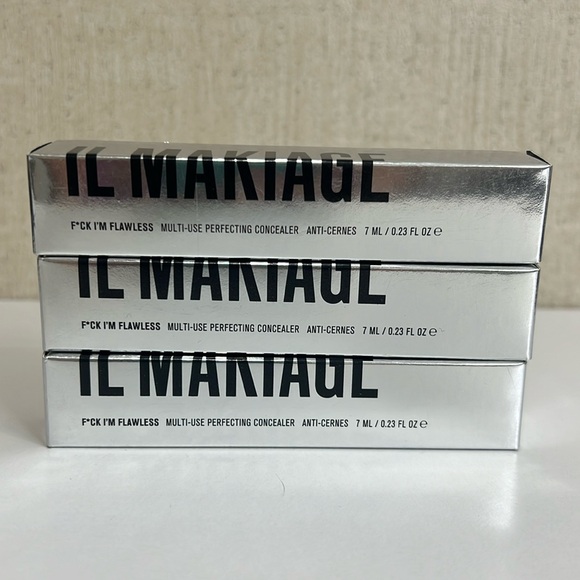 IL MAKIAGE
F*CK I'M FLAWLESS MULTI-USE PERFECTING CONCEALER ANTI-CERNES 7 ML / 0.23 FL OZ ℮
IL MAKIAGE
F*CK I'M FLAWLESS MULTI-USE PERFECTING CONCEALER ANTI-CERNES 7 ML / 0.23 FL OZ ℮
IL MAKIAGE
F*CK I'M FLAWLESS MULTI-USE PERFECTING CONCEALER ANTI-CERNES 7 ML / 0.23 FL OZ ℮